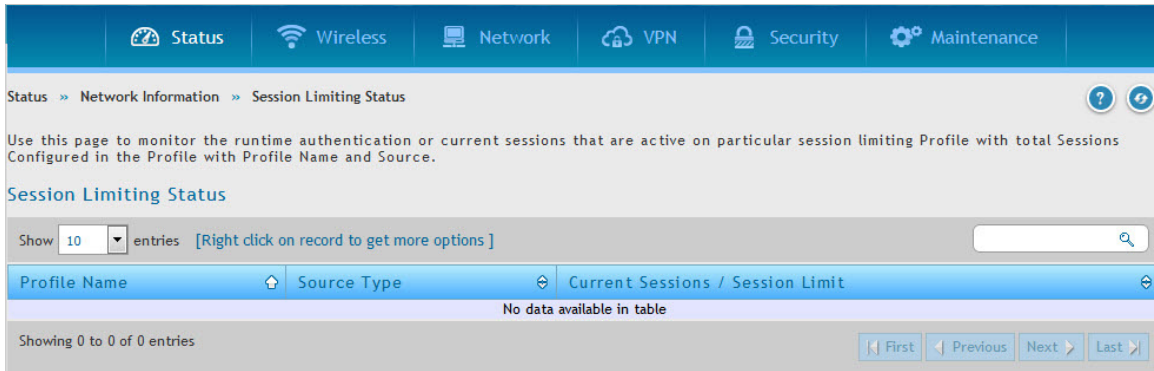 Status Wireless Network VPN Security Maintenance
Status » Network Information » Session Limiting Status
Use this page to monitor the runtime authentication or current sessions that are active on particular session limiting Profile with total Sessions
Configured in the Profile with Profile Name and Source.
Session Limiting Status
Show 10 entries [Right click on record to get more options ]
Profile Name Source Type Current Sessions / Session Limit
No data available in table
Showing 0 to 0 of 0 entries First Previous Next Last